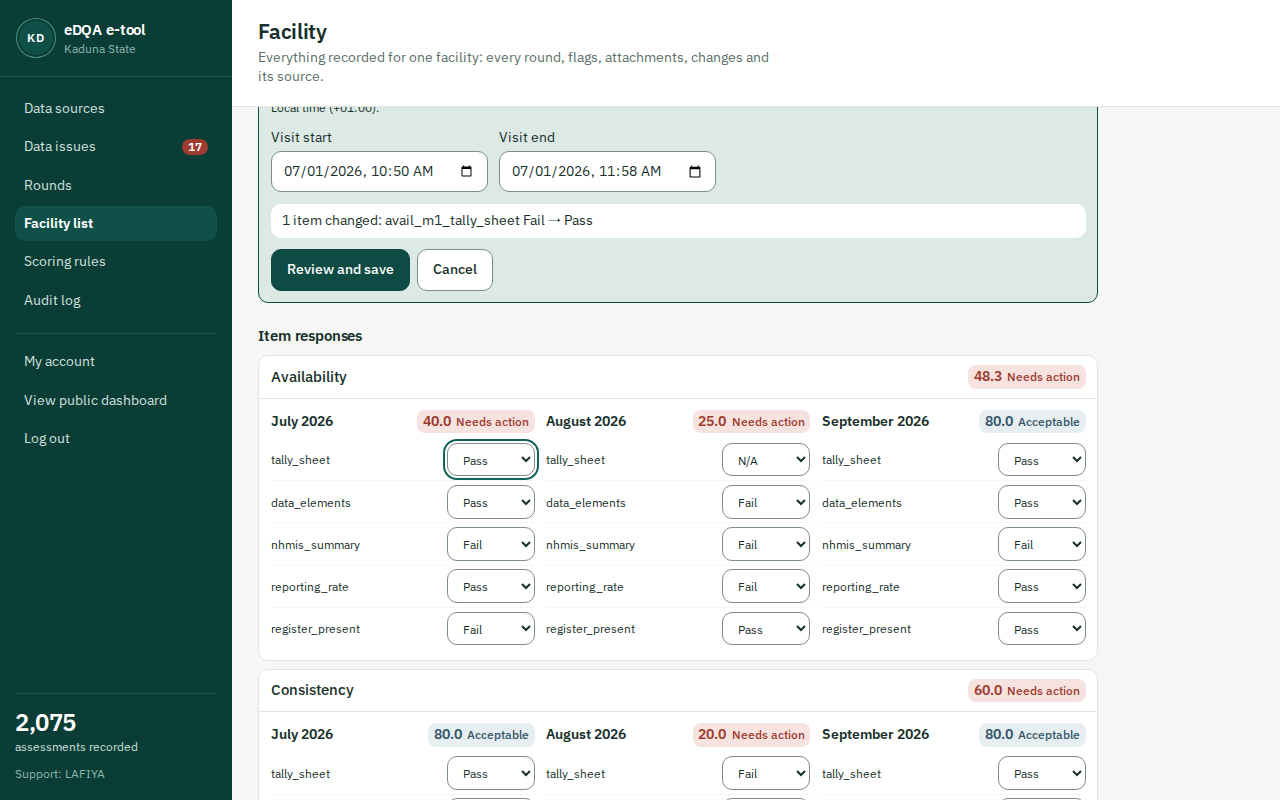 KD
eDQA e-tool
Kaduna State
Data sources
Data issues 17
Rounds
Facility list
Scoring rules
Audit log
My account
View public dashboard
Log out
2,075
assessments recorded
Support: LAFIYA
Facility
Everything recorded for one facility: every round, flags, attachments, changes and
its source.
Local time (+01:00).
Visit start Visit end
07/01/2026, 10:50 AM 07/01/2026, 11:58 AM
1 item changed: avail_m1_tally_sheet Fail → Pass
Review and save Cancel
Item responses
Availability 48.3 Needs action
July 2026 40.0 Needs action August 2026 25.0 Needs action September 2026 80.0 Acceptable
tally_sheet Pass tally_sheet N/A tally_sheet Pass
data_elements Pass data_elements Fail data_elements Pass
nhmis_summary Fail nhmis_summary Fail nhmis_summary Fail
reporting_rate Pass reporting_rate Fail reporting_rate Pass
register_present Fail register_present Pass register_present Pass
Consistency 60.0 Needs action
July 2026 80.0 Acceptable August 2026 20.0 Needs action September 2026 80.0 Acceptable
tally_sheet Pass tally_sheet Fail tally_sheet Pass